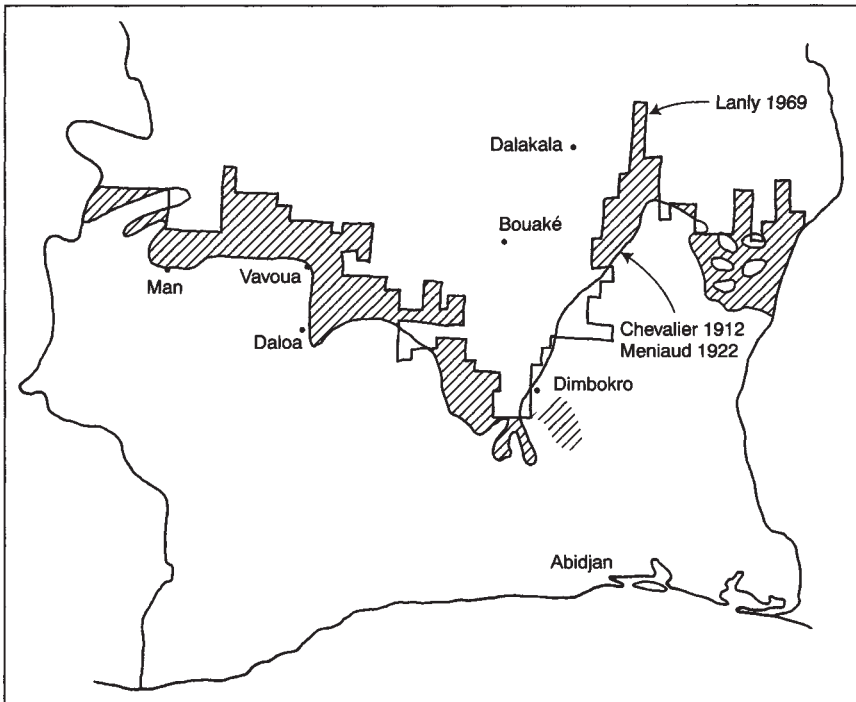 Lanly 1969
Dalakala
Bouaké
Man
Vavoua
Daloa
Chevalier 1912
Meniaud 1922
Dimbokro
Abidjan